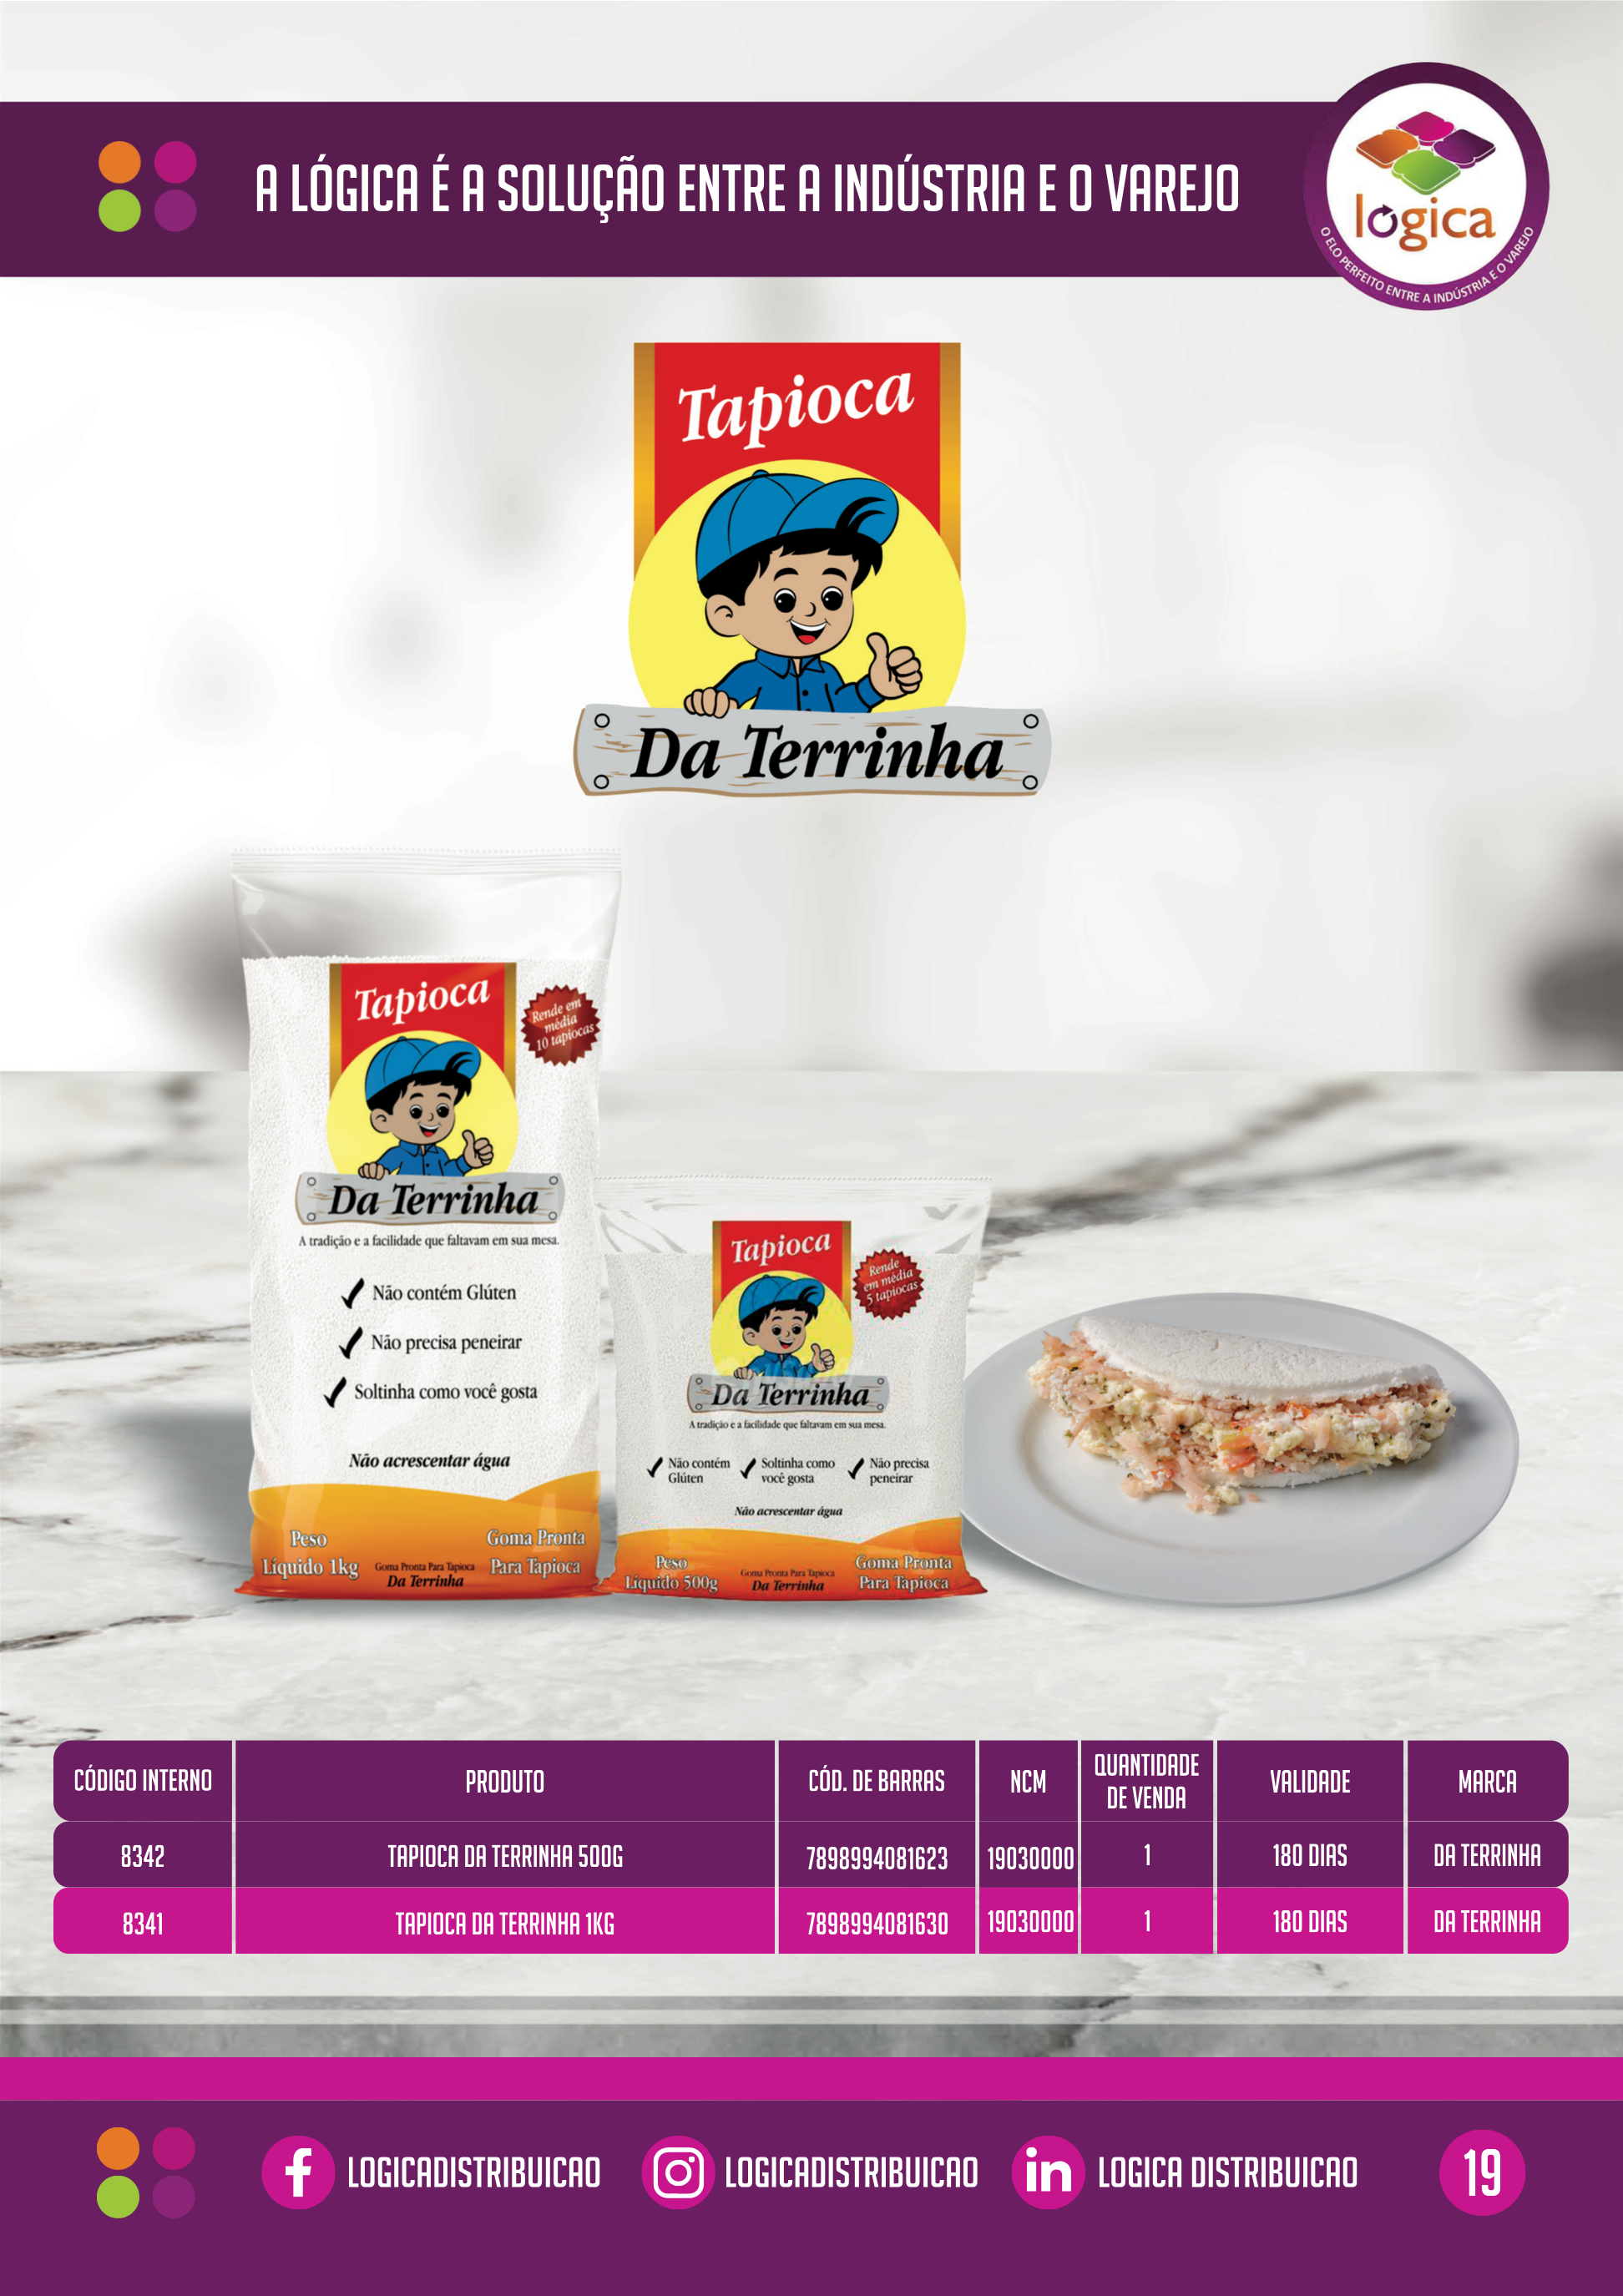 A LÓGICA É A SOLUÇÃO ENTRE A INDÚSTRIA E O VAREJO
logica
O ELO PERFEITO ENTRE A INDÚSTRIA E O VAREJO
Tapioca
Da Terrinha
Tapioca
Rende em
média
10 tapiocas
Da Terrinha
A tradição e a facilidade que faltavam em sua mesa.
Não contém Glúten
Não precisa peneirar
Soltinha como você gosta
Não acrescentar água
Peso
Líquido 1kg
Goma Pronta Para Tapioca
Da Terrinha
Goma Pronta
Para Tapioca
Tapioca
Rende
em média
5 tapiocas
Da Terrinha
A tradição e a facilidade que faltavam em sua mesa.
Não contém
Glúten
Soltinha como
você gosta
Não precisa
peneirar
Não acrescentar água
Peso
Líquido 500g
Goma Pronta Para Tapioca
Da Terrinha
Goma Pronta
Para Tapioca
CÓDIGO INTERNO PRODUTO CÓD. DE BARRAS NCM QUANTIDADE DE VENDA VALIDADE MARCA
8342 TAPIOCA DA TERRINHA 500G 7898994081623 19030000 1 180 DIAS DA TERRINHA
8341 TAPIOCA DA TERRINHA 1KG 7898994081630 19030000 1 180 DIAS DA TERRINHA
LOGICADISTRIBUICAO LOGICADISTRIBUICAO LOGICA DISTRIBUICAO 19